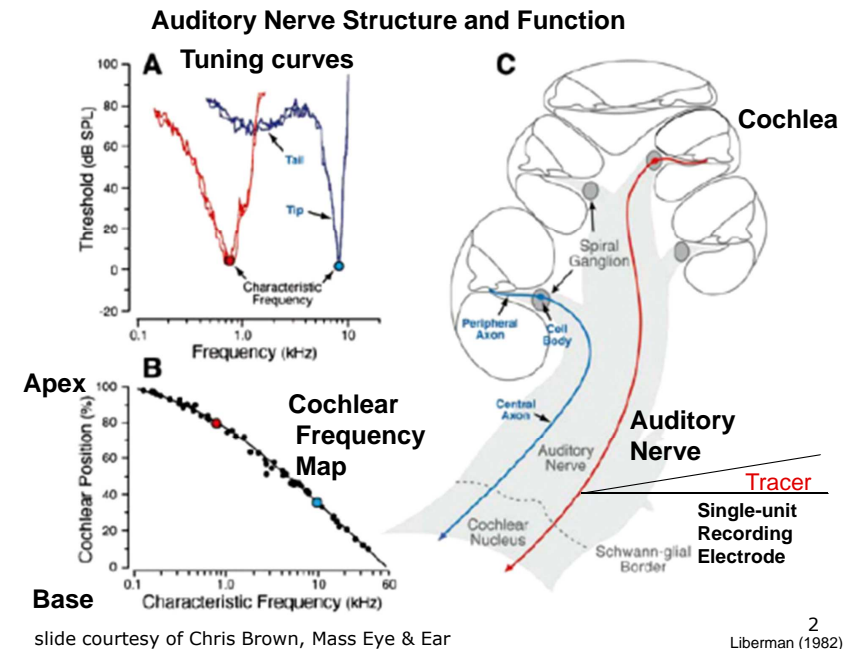 Auditory Nerve Structure and Function
A Tuning curves
Threshold (dB SPL)
100
80
60
40
20
0
-20
Tail
Tip
Characteristic
Frequency
0.1 1.0 10
Frequency (kHz)
B
Apex
Cochlear Position (%)
100
80
60
40
20
0
Cochlear
Frequency
Map
0.1 1.0 10 60
Base
Characteristic Frequency (kHz)
C
Cochlea
Spiral
Ganglion
Peripheral
Axon
Cell
Body
Central
Axon
Auditory
Nerve
Auditory
Nerve
Tracer
Single-unit
Recording
Electrode
Cochlear
Nucleus
Schwann-glial
Border
slide courtesy of Chris Brown, Mass Eye & Ear
2
Liberman (1982)